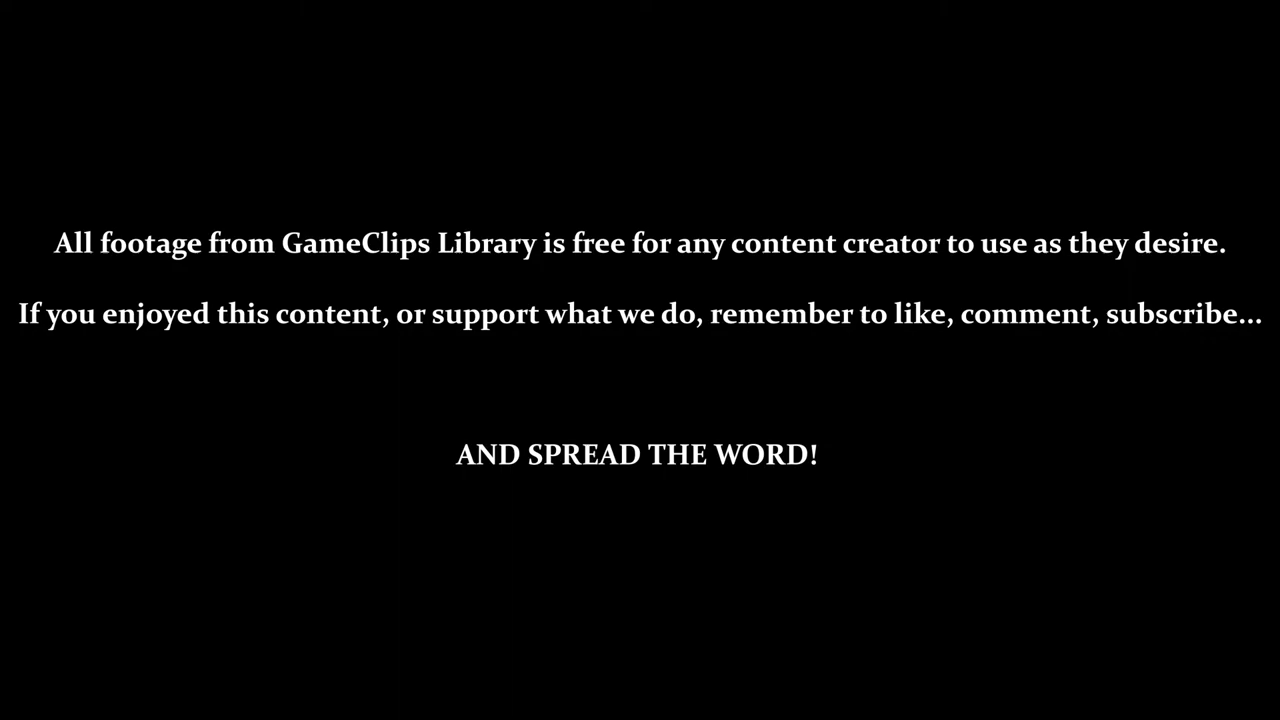 All footage from GameClips Library is free for any content creator to use as they desire.
If you enjoyed this content, or support what we do, remember to like, comment, subscribe...
AND SPREAD THE WORD!